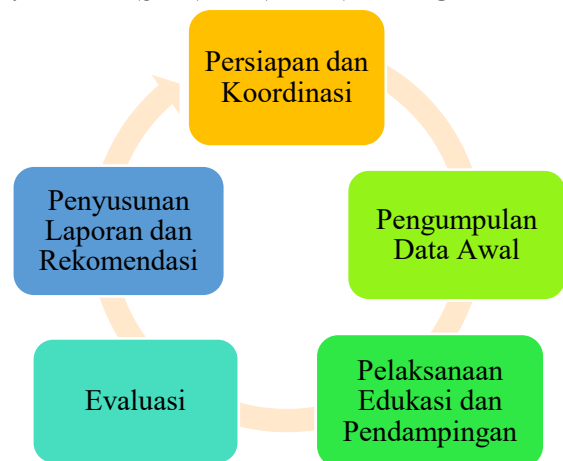 Persiapan dan
Koordinasi
Pengumpulan
Data Awal
Pelaksanaan
Edukasi dan
Pendampingan
Evaluasi
Penyusunan
Laporan dan
Rekomendasi